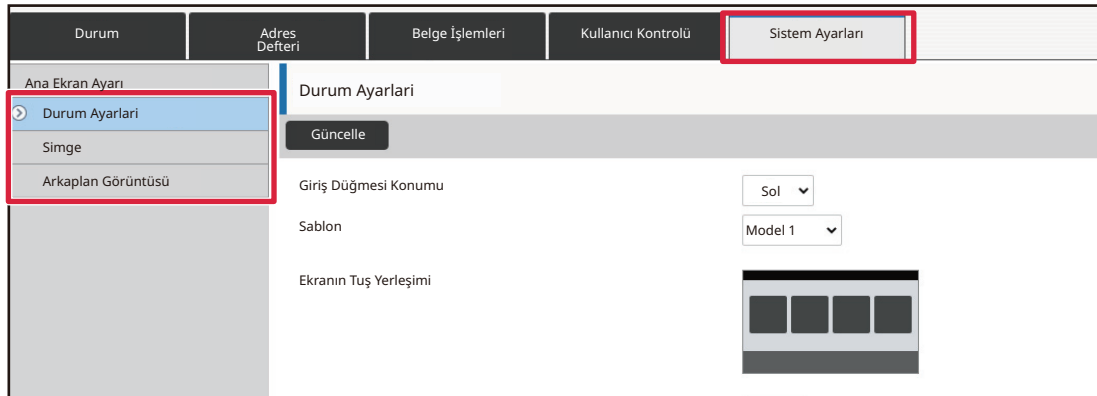 Durum
Adres
Defteri
Belge İşlemleri
Kullanıcı Kontrolü
Sistem Ayarları
Ana Ekran Ayarı
Durum Ayarlari
Simge
Arkaplan Görüntüsü
Durum Ayarlari
Güncelle
Giriş Düğmesi Konumu
Sol
Sablon
Model 1
Ekranın Tuş Yerleşimi